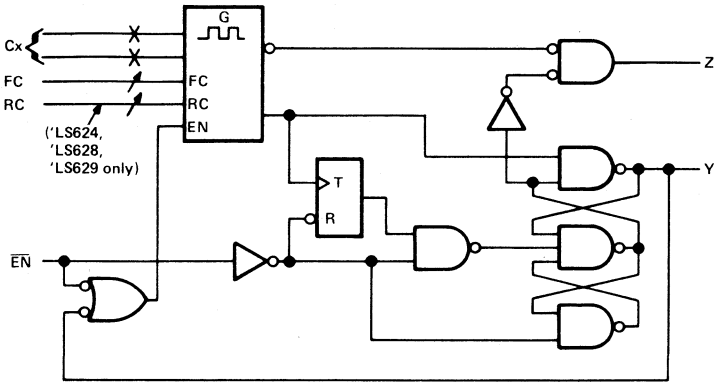 G
Cx
FC
FC
RC
RC
('LS624,
'LS628,
'LS629 only)
EN
Z
T
R
Y
EN